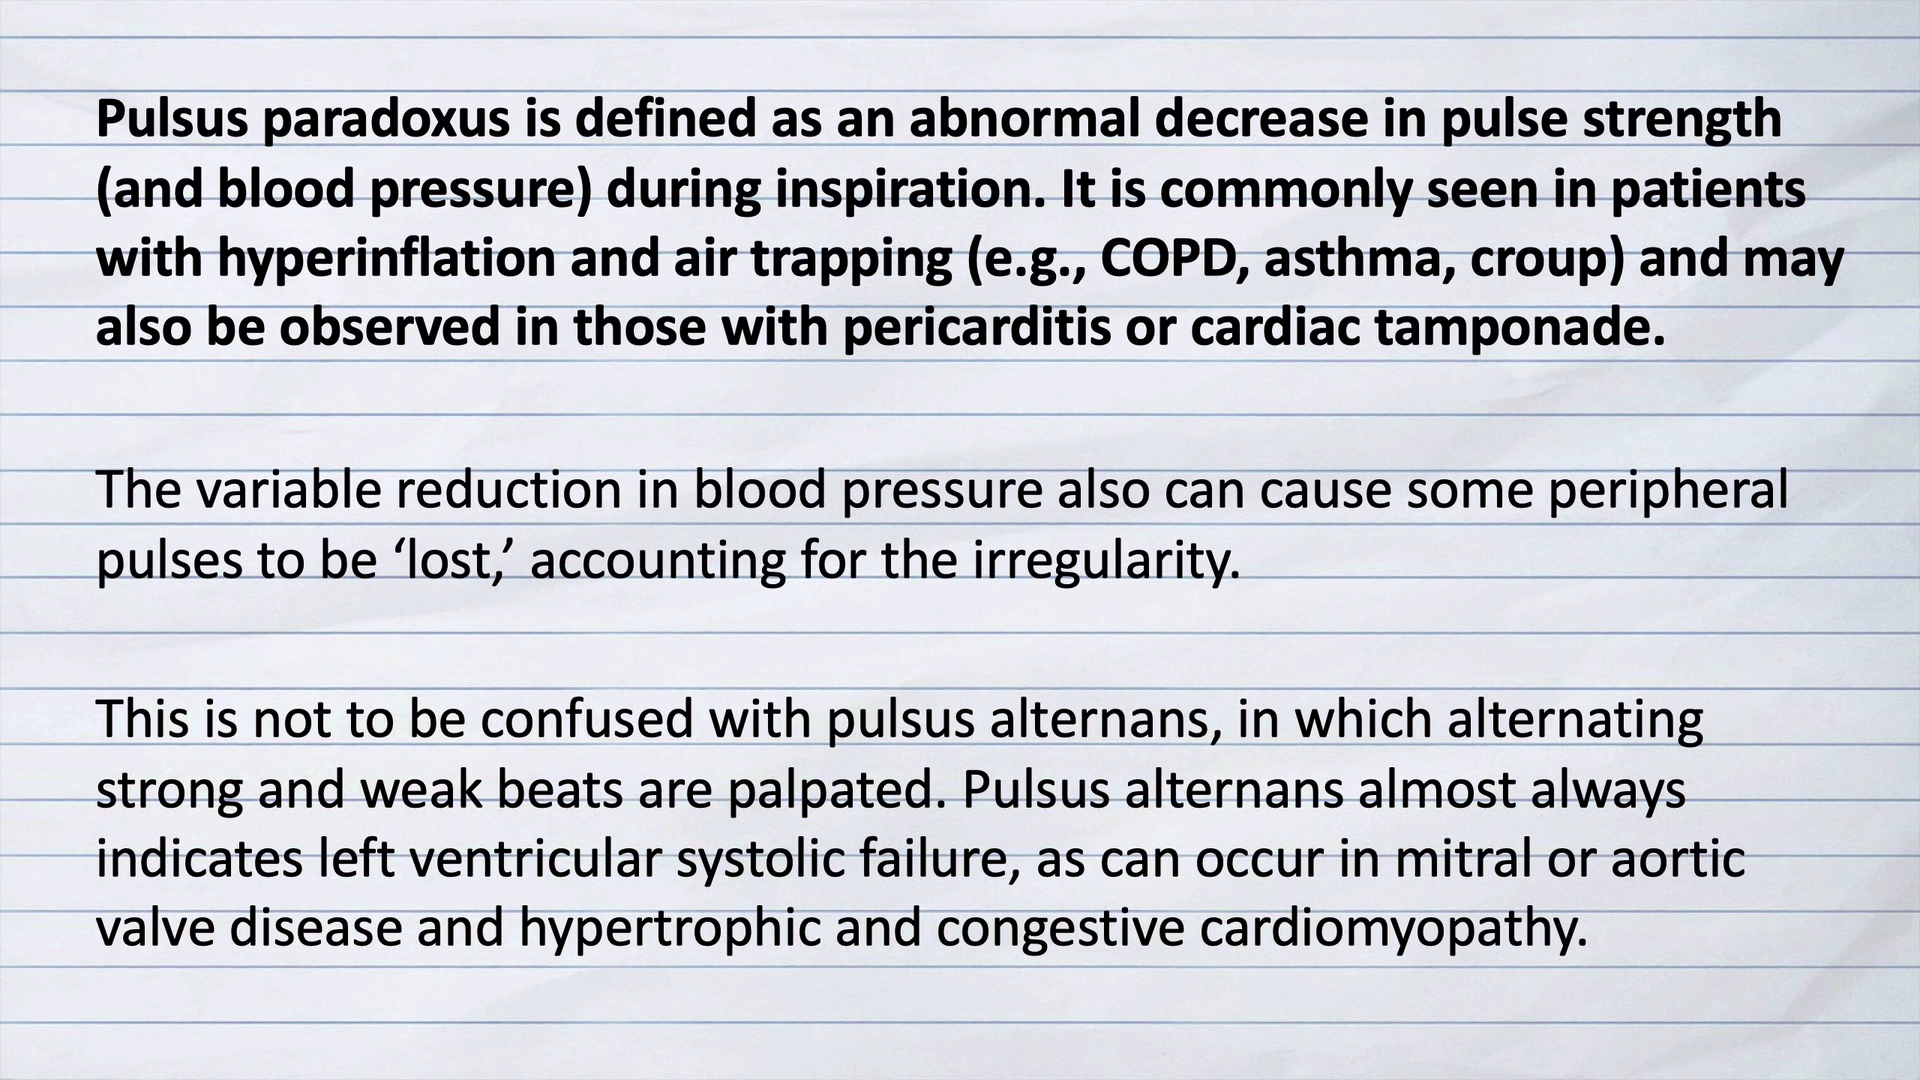 Pulsus paradoxus is defined as an abnormal decrease in pulse strength
(and blood pressure) during inspiration. It is commonly seen in patients
with hyperinflation and air trapping (e.g., COPD, asthma, croup) and may
also be observed in those with pericarditis or cardiac tamponade.
The variable reduction in blood pressure also can cause some peripheral
pulses to be ‘lost,’ accounting for the irregularity.
This is not to be confused with pulsus alternans, in which alternating
strong and weak beats are palpated. Pulsus alternans almost always
indicates left ventricular systolic failure, as can occur in mitral or aortic
valve disease and hypertrophic and congestive cardiomyopathy.